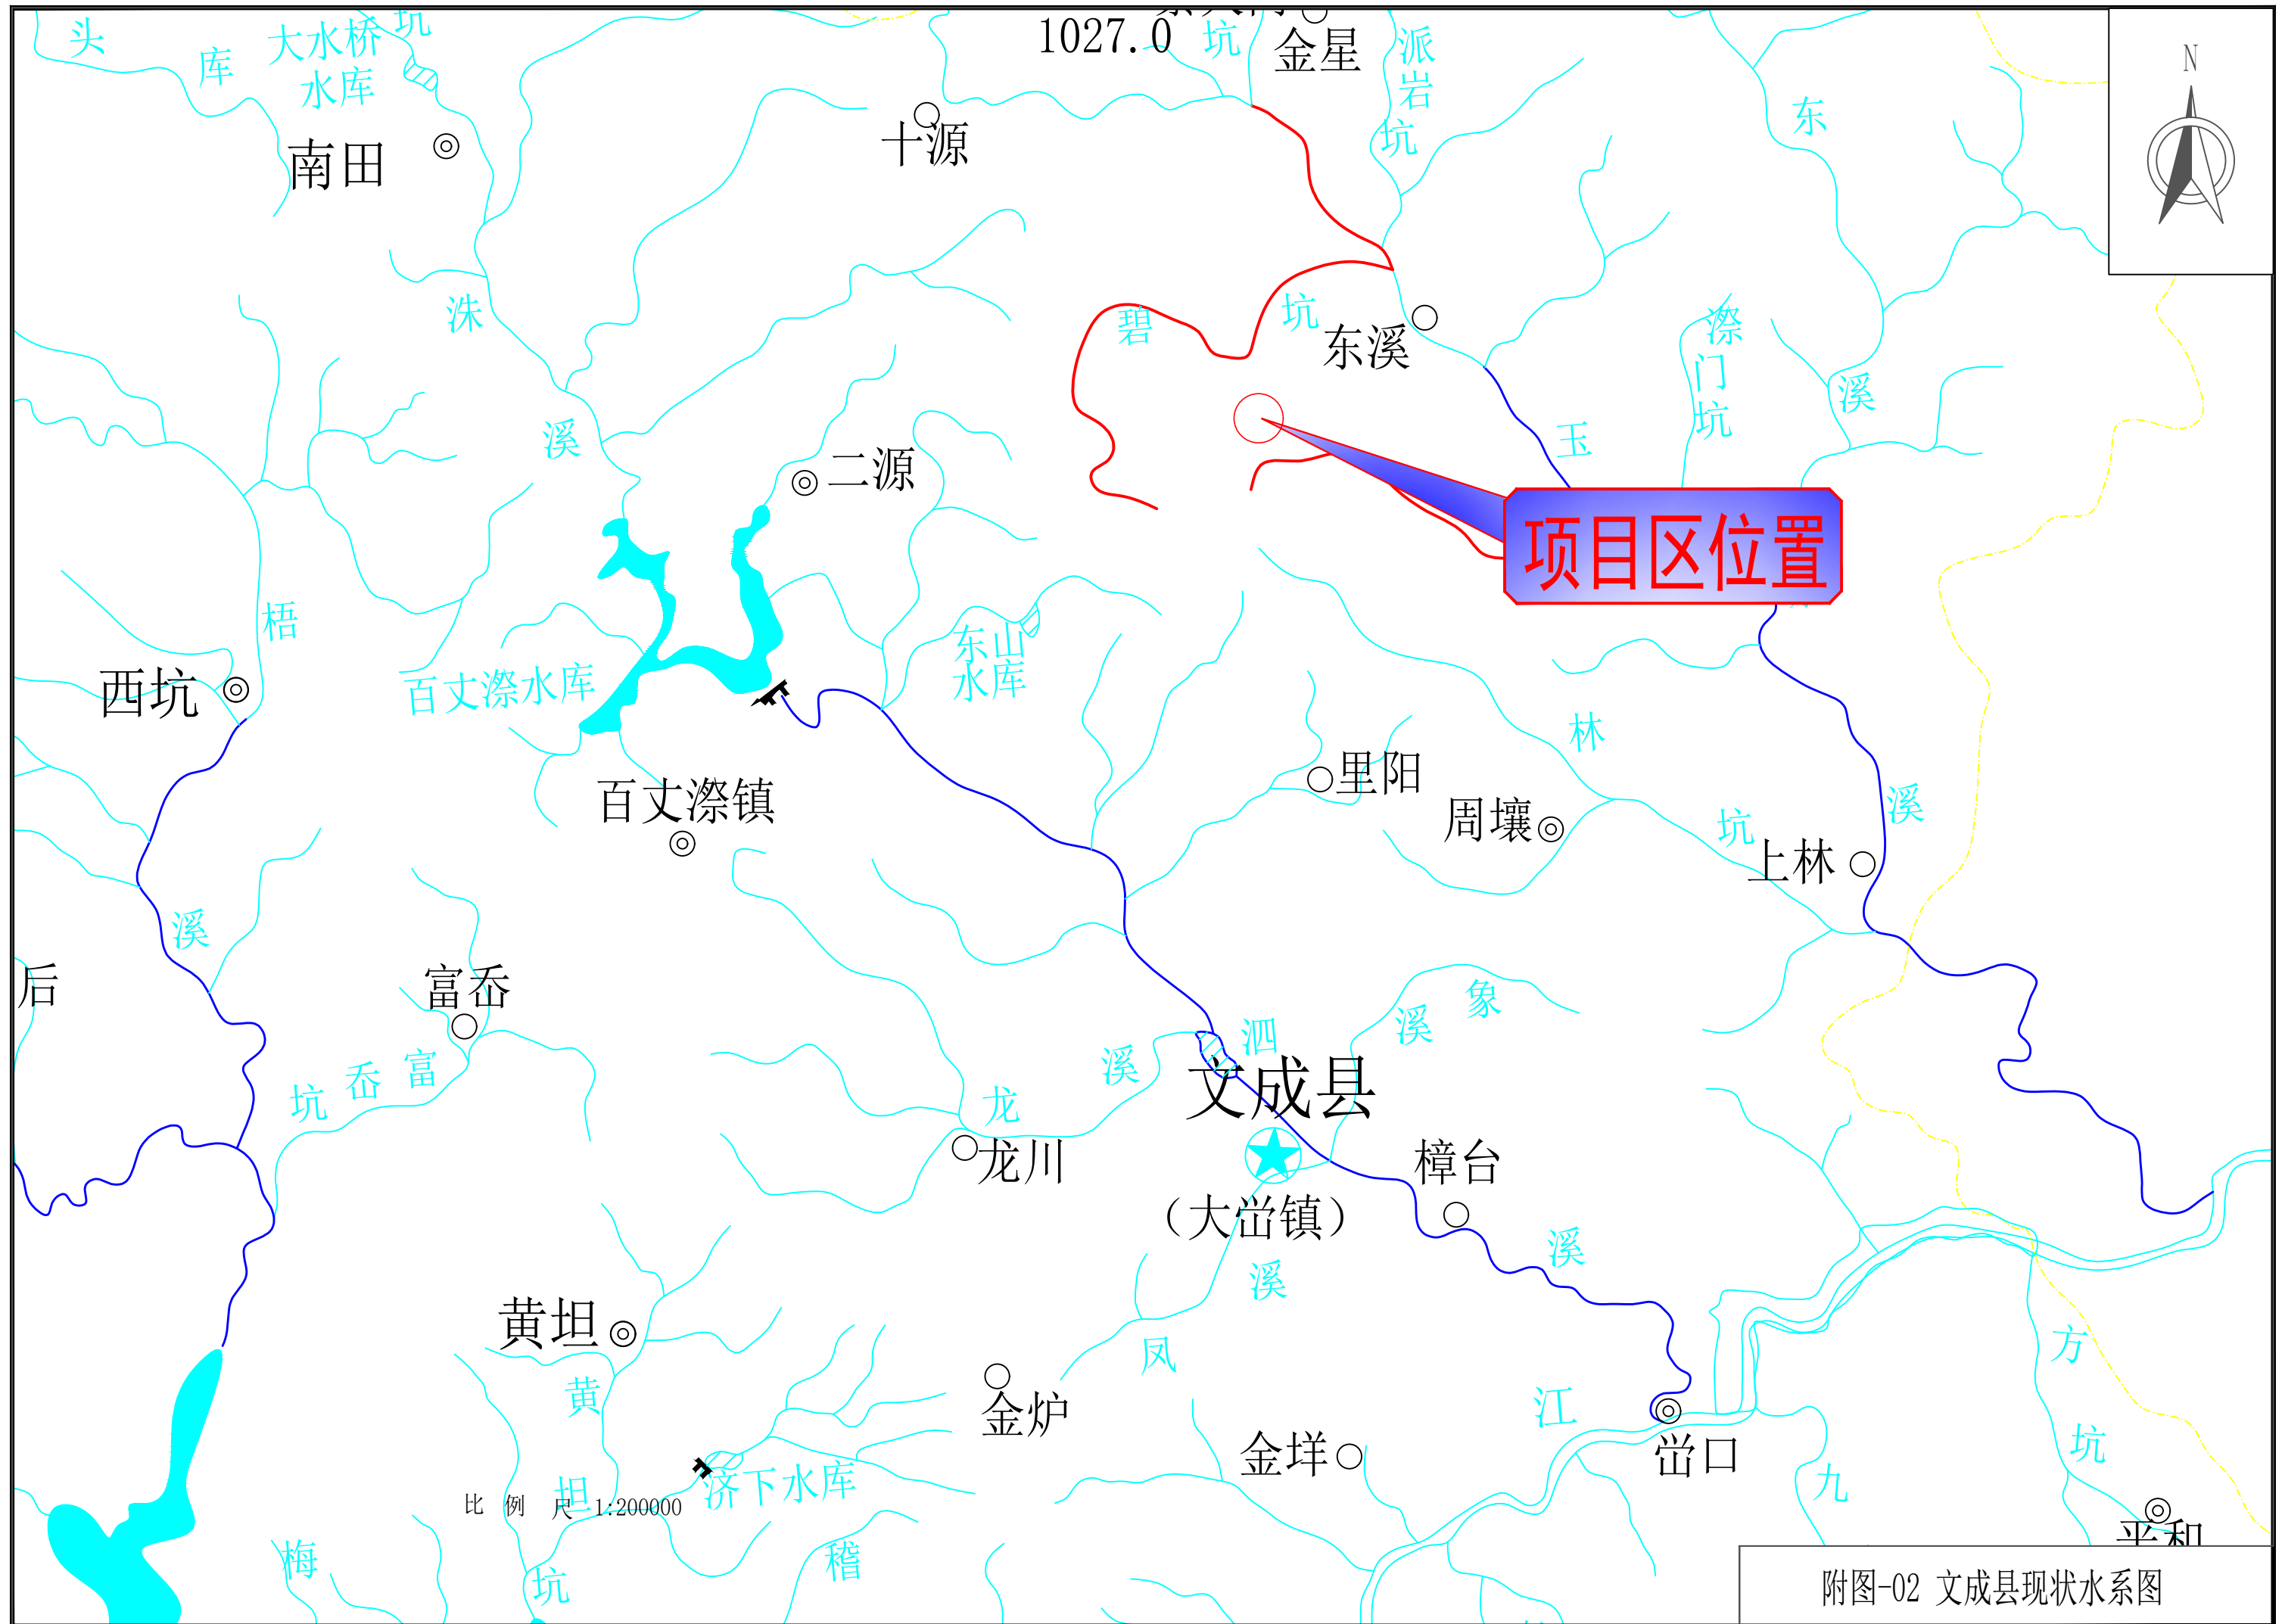 头
库
大水桥
水库
坑
1027.0
坑
金星
派
岩
坑
N
东
南田
十源
洙
溪
碧
坑
东溪
漈
门
坑
溪
玉
二源
项目区位置
梧
溪
西坑
百丈漈水库
东山
水库
百丈漈镇
里阳
周壤
林
坑
上林
溪
后
富岙
富
岙
坑
龙
溪
泗
象
溪
文成县
龙川
樟台
(大峃镇)
溪
溪
凤
黄坦
黄
坦
坑
金炉
金垟
江
峃口
方
坑
九
济下水库
比例尺 1:200000
梅
稽
平和
附图-02 文成县现状水系图